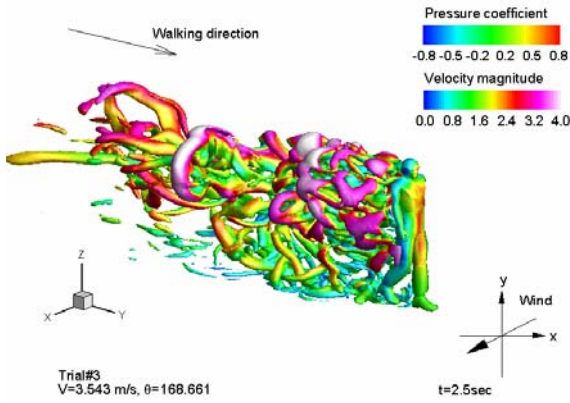 Pressure coefficient
-0.8 -0.5 -0.2 0.2 0.5 0.8
Walking direction
Velocity magnitude
0.0 0.8 1.6 2.4 3.2 4.0
Z
X
Y
y
Wind
x
Trial#3
V=3.543 m/s, θ=168.661
t=2.5sec